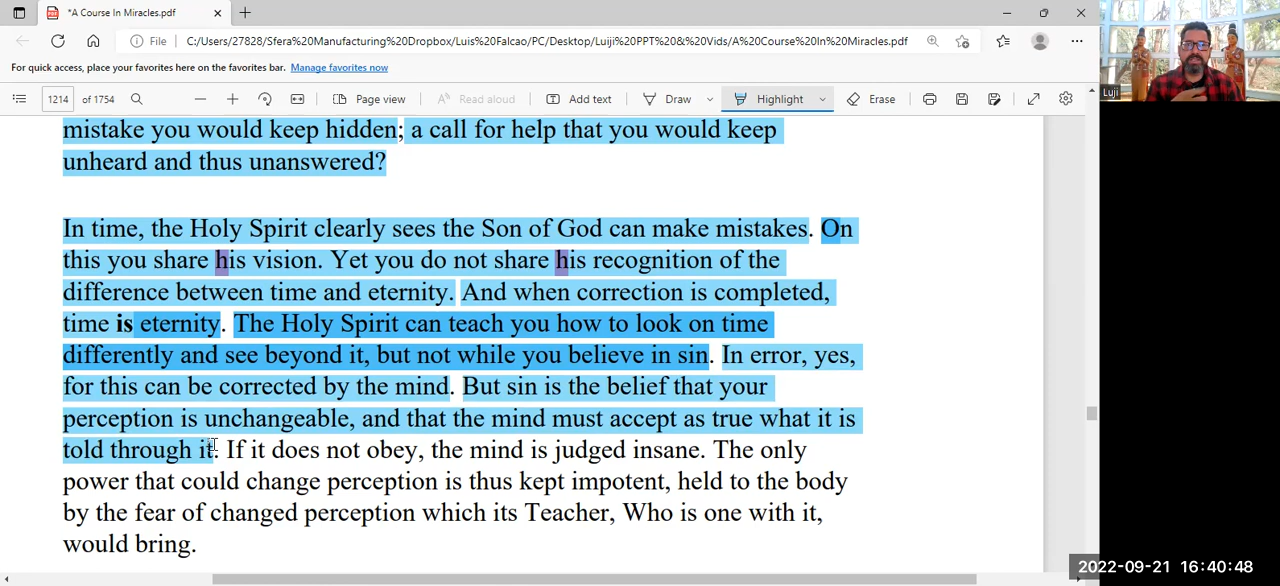 *A Course In Miracles.pdf
File C:/Users/27828/Sfera%20Manufacturing%20Dropbox/Luis%20Falcao/PC/Desktop/Luiji%20PPT%20&%20Vids/A%20Course%20In%20Miracles.pdf
For quick access, place your favorites here on the favorites bar. Manage favorites now
Luji
1214 of 1754 Page view Read aloud Add text Draw Highlight Erase
mistake you would keep hidden; a call for help that you would keep
unheard and thus unanswered?
In time, the Holy Spirit clearly sees the Son of God can make mistakes. On
this you share his vision. Yet you do not share his recognition of the
difference between time and eternity. And when correction is completed,
time is eternity. The Holy Spirit can teach you how to look on time
differently and see beyond it, but not while you believe in sin. In error, yes,
for this can be corrected by the mind. But sin is the belief that your
perception is unchangeable, and that the mind must accept as true what it is
told through it. If it does not obey, the mind is judged insane. The only
power that could change perception is thus kept impotent, held to the body
by the fear of changed perception which its Teacher, Who is one with it,
would bring.
2022-09-21 16:40:48